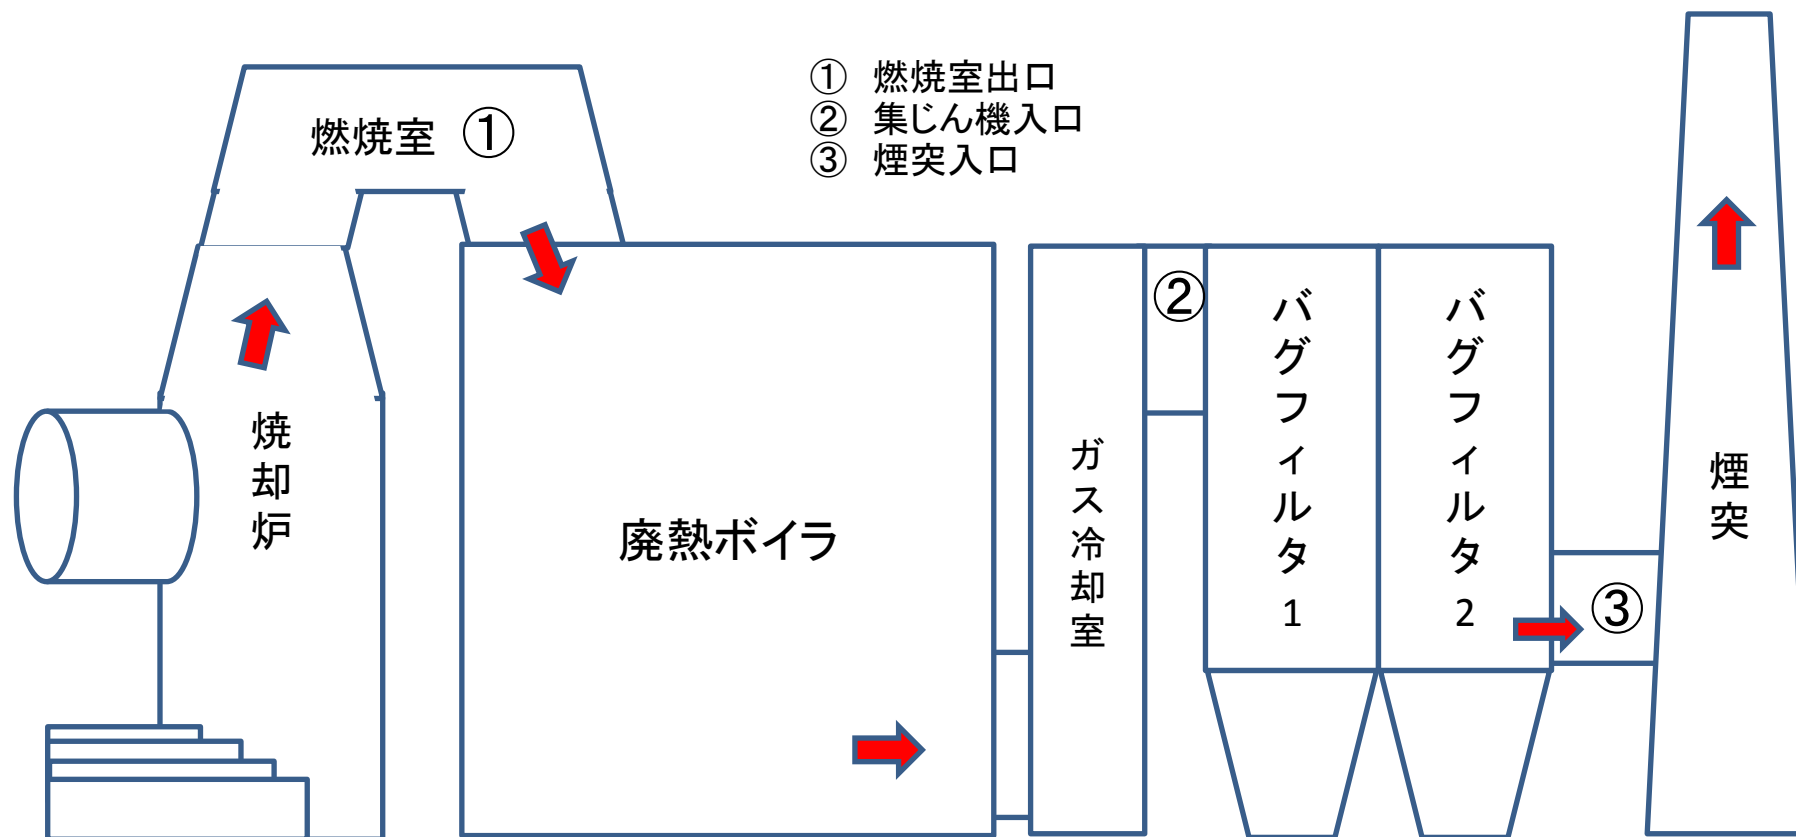 ① 燃焼室出口
② 集じん機入口
③ 煙突入口
燃焼室 ①
焼却炉
廃熱ボイラ
ガス冷却室
②
バグフィルタ1
バグフィルタ2
③
煙突